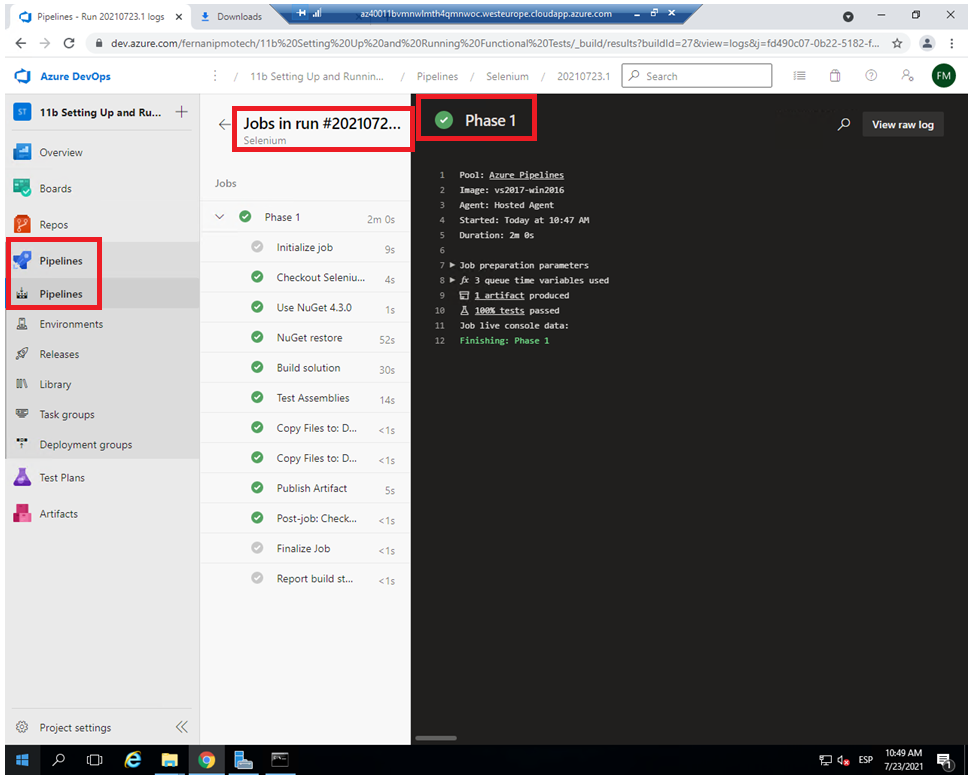 Pipelines - Run 20210723.1 logs
Downloads
az40011bvmnwlmth4qmnwoc.westeurope.cloudapp.azure.com
dev.azure.com/fernanipmotech/11b%20Setting%20Up%20and%20Running%20Functional%20Tests/_build/results?buildId=27&view=logs&j=fd490c07-0b22-5182-f...
Azure DevOps
/ 11b Setting Up and Runnin... / Pipelines / Selenium / 20210723.1
Search
FM
ST
11b Setting Up and Ru...
Overview
Boards
Repos
Pipelines
Pipelines
Environments
Releases
Library
Task groups
Deployment groups
Test Plans
Artifacts
Project settings
Jobs in run #2021072...
Selenium
Jobs
Phase 1 2m 0s
Initialize job 9s
Checkout Seleniu... 4s
Use NuGet 4.3.0 1s
NuGet restore 52s
Build solution 30s
Test Assemblies 14s
Copy Files to: D... <1s
Copy Files to: D... <1s
Publish Artifact 5s
Post-job: Check... <1s
Finalize Job <1s
Report build st... <1s
Phase 1
View raw log
1 Pool: Azure Pipelines
2 Image: vs2017-win2016
3 Agent: Hosted Agent
4 Started: Today at 10:47 AM
5 Duration: 2m 0s
6
7 Job preparation parameters
8 fx 3 queue time variables used
9 1 artifact produced
10 100% tests passed
11 Job live console data:
12 Finishing: Phase 1
ESP
10:49 AM
7/23/2021
1